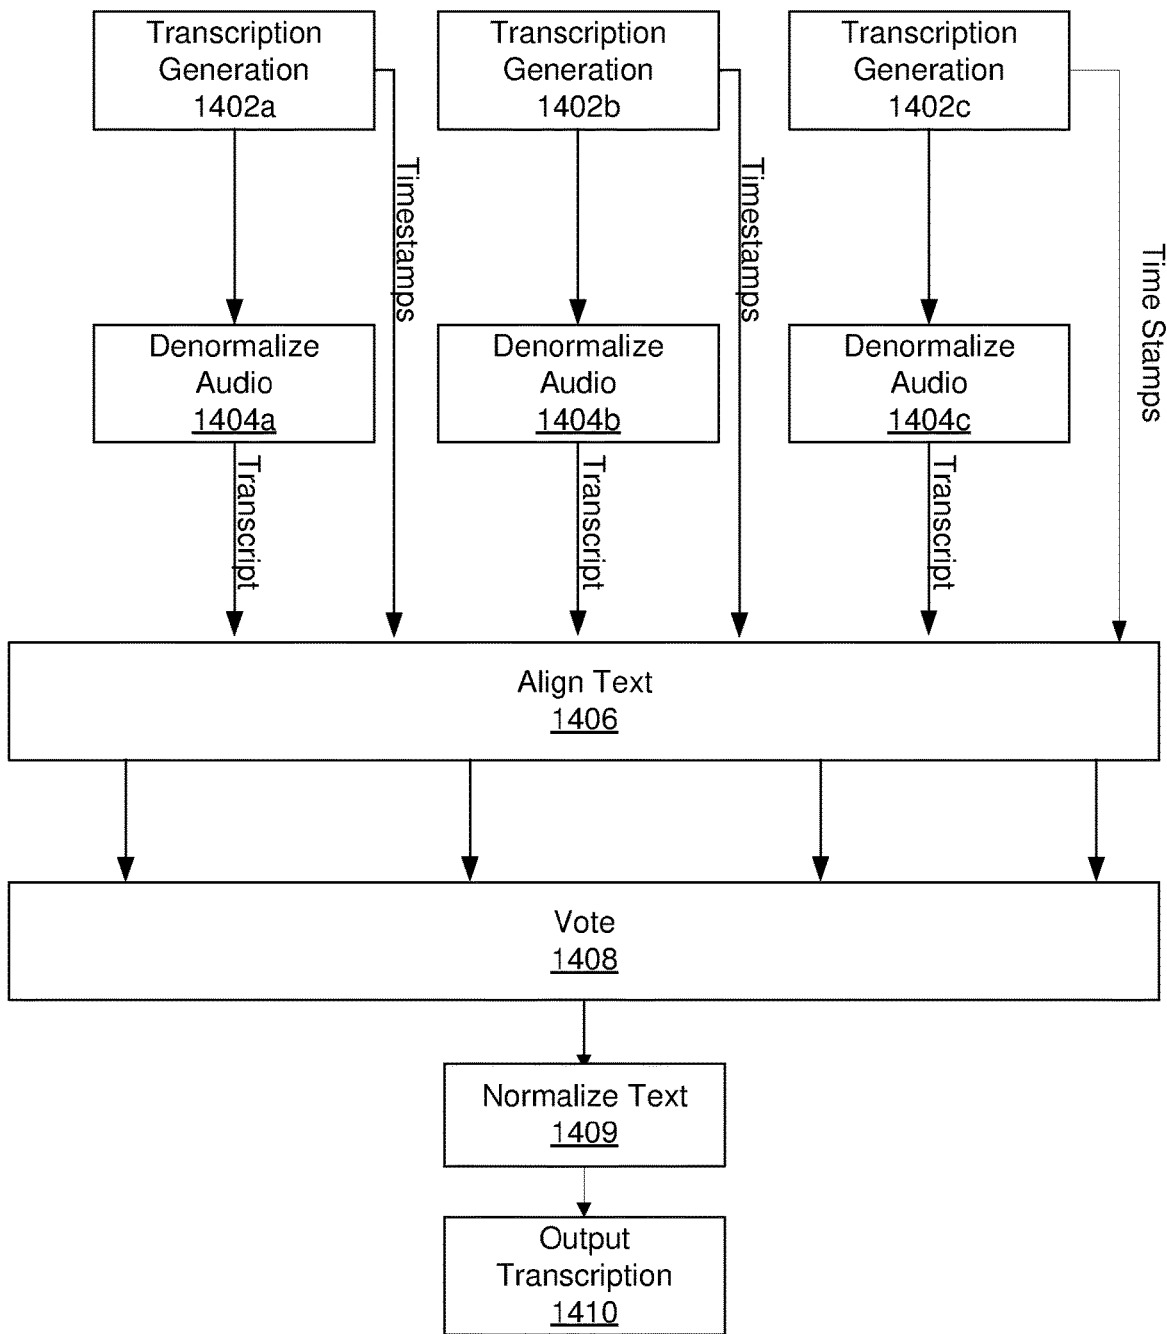 Transcription
Generation
1402a
Transcription
Generation
1402b
Transcription
Generation
1402c
Timestamps
Timestamps
Time Stamps
Denormalize
Audio
1404a
Denormalize
Audio
1404b
Denormalize
Audio
1404c
Transcript
Transcript
Transcript
Align Text
1406
Vote
1408
Normalize Text
1409
Output
Transcription
1410